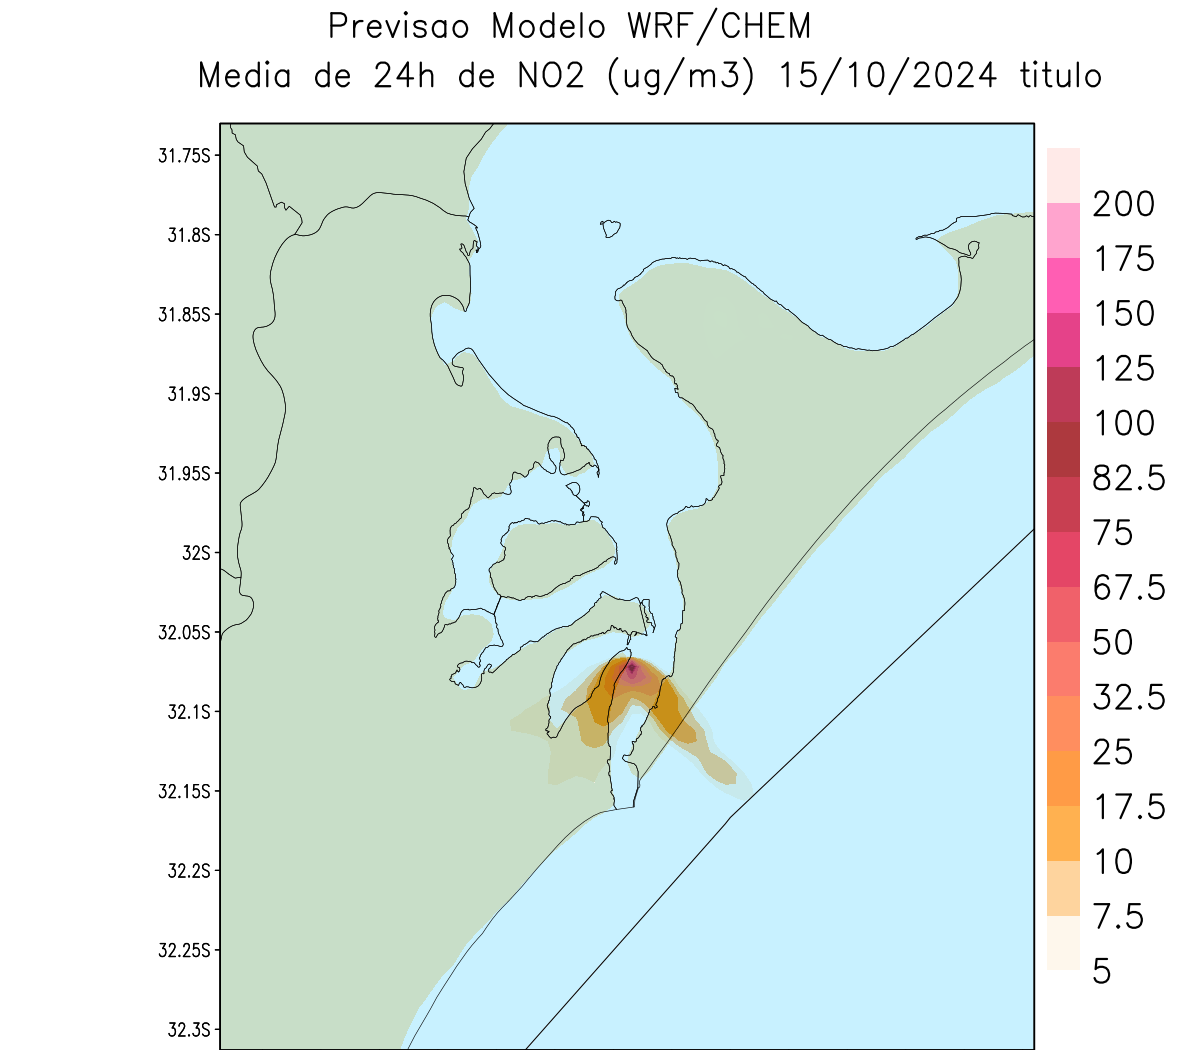 Previsao Modelo WRF/CHEM
Media de 24h de NO2 (ug/m3) 15/10/2024 titulo
31.75S
31.8S
31.85S
31.9S
31.95S
32S
32.05S
32.1S
32.15S
32.2S
32.25S
32.3S
200
175
150
125
100
82.5
75
67.5
50
32.5
25
17.5
10
7.5
5